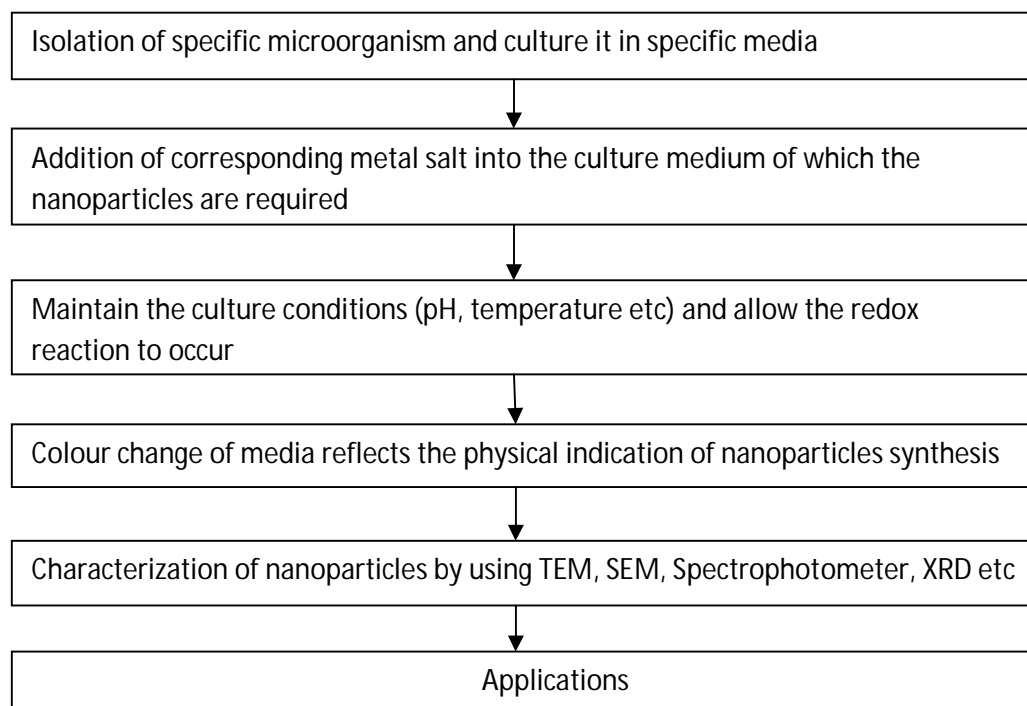 Isolation of specific microorganism and culture it in specific media
Addition of corresponding metal salt into the culture medium of which the
nanoparticles are required
Maintain the culture conditions (pH, temperature etc) and allow the redox
reaction to occur
Colour change of media reflects the physical indication of nanoparticles synthesis
Characterization of nanoparticles by using TEM, SEM, Spectrophotometer, XRD etc
Applications